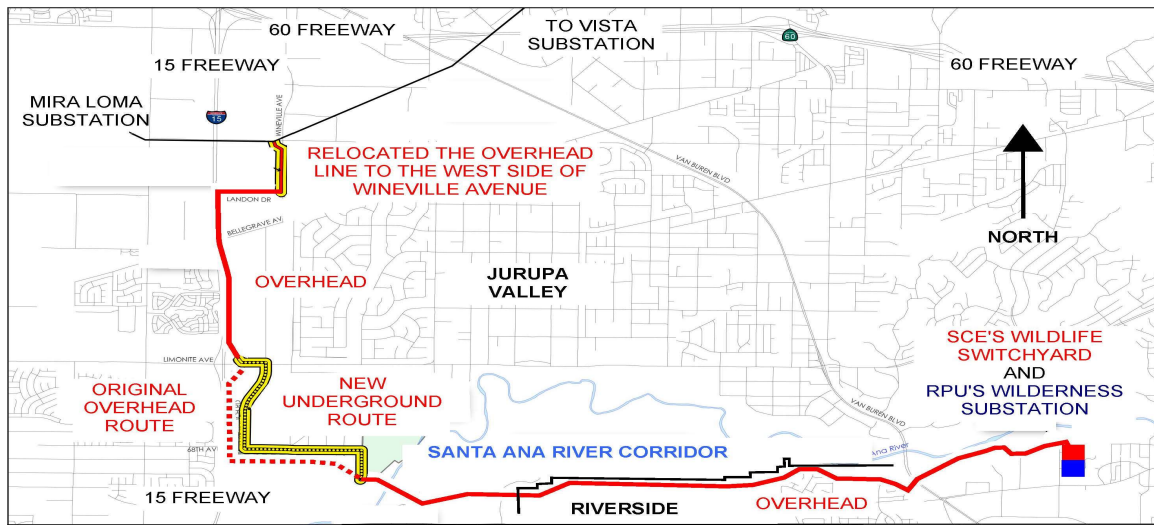 60 FREEWAY
TO VISTA
SUBSTATION
60
60 FREEWAY
15 FREEWAY
MIRA LOMA
SUBSTATION
15
WINEVILLE AVE
RELOCATED THE OVERHEAD
LINE TO THE WEST SIDE OF
WINEVILLE AVENUE
VAN BUREN BLVD
LANDON DR
BELLEGRAVE AV
NORTH
OVERHEAD
JURUPA
VALLEY
LIMONITE AVE
SCE'S WILDLIFE
SWITCHYARD
AND
RPU'S WILDERNESS
SUBSTATION
ORIGINAL
OVERHEAD
ROUTE
NEW
UNDERGROUND
ROUTE
VAN BUREN BLVD
68TH AV
SANTA ANA RIVER CORRIDOR
Ana River
15 FREEWAY
RIVERSIDE
OVERHEAD